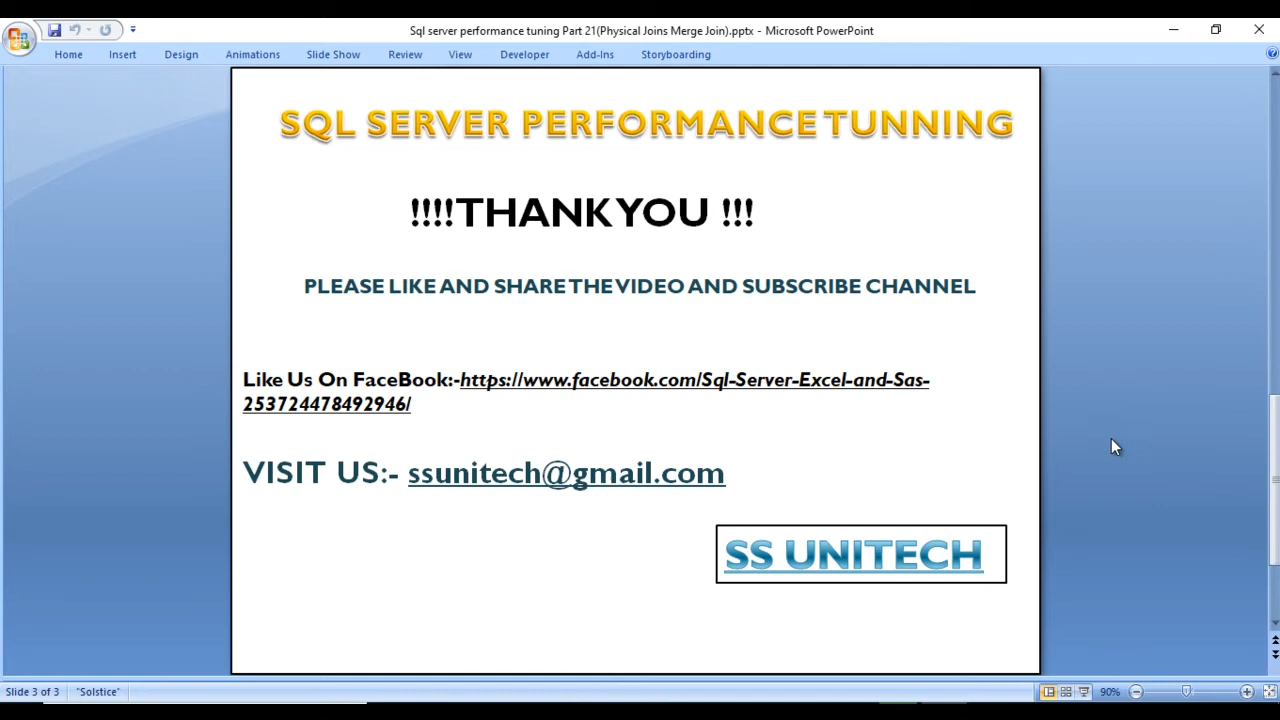 Sql server performance tuning Part 21(Physical Joins Merge Join).pptx - Microsoft PowerPoint
Home Insert Design Animations Slide Show Review View Developer Add-Ins Storyboarding
SQL SERVER PERFORMANCE TUNNING
!!!!THANK YOU !!!
PLEASE LIKE AND SHARE THE VIDEO AND SUBSCRIBE CHANNEL
Like Us On FaceBook:-https://www.facebook.com/Sql-Server-Excel-and-Sas-
253724478492946/
VISIT US:- ssunitech@gmail.com
SS UNITECH
Slide 3 of 3 "Solstice" 90%